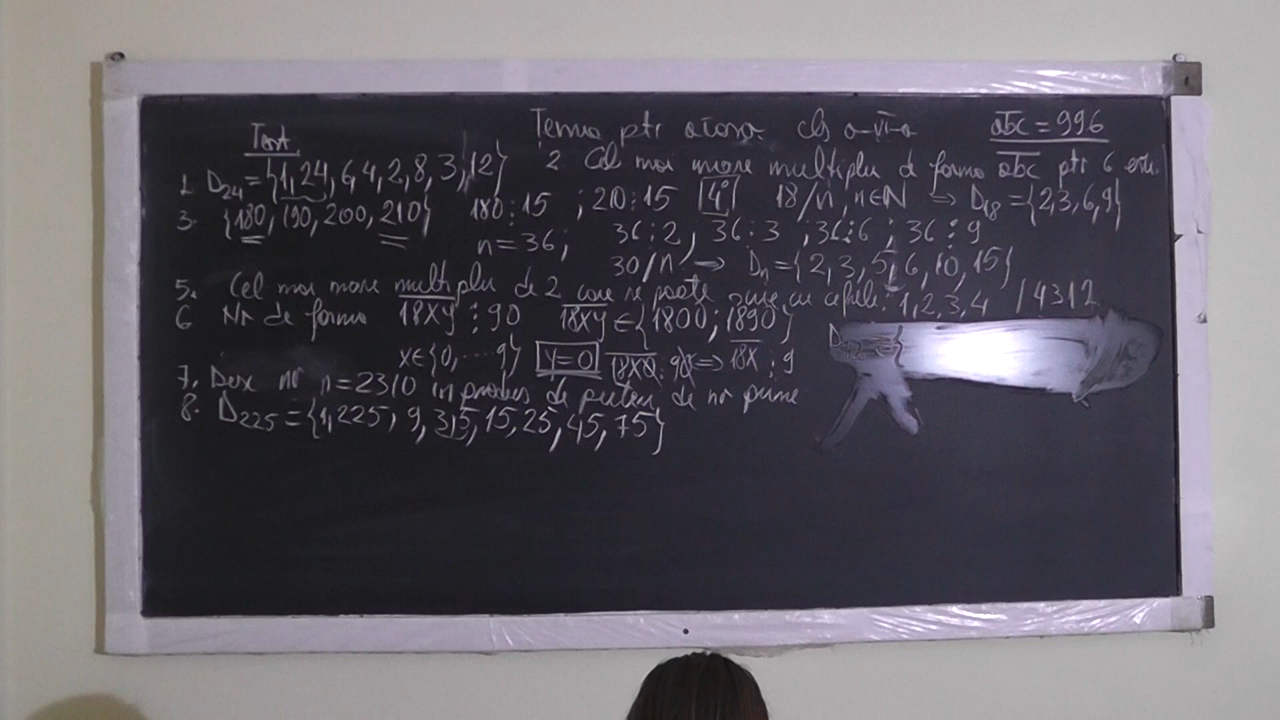 Test Tema ptr acasa cls a-VI-a abc = 996
1. D24 = {1, 24, 6, 4, 2, 8, 3, 12} 2 Cel mai mare multiplu de forma abc ptr 6 este.
3. {180, 190, 200, 210} 180:15 ; 210:15 4° 18/n, n∈N ⇒ D18 = {2,3,6,9}
n=36; 36⋮2, 36⋮3 ; 36⋮6 ; 36⋮9
30/n → Dn = {2, 3, 5, 6, 10, 15}
5. Cel mai mare multiplu de 2 care se poate scrie cu cifrele: 1,2,3,4 /4312
6 Nr de forma 18xy ⋮ 90 18xy ∈ {1800; 1890}
x∈{0, ... 9} y=0 18x0 : 90 ⇒ 18x : 9
7. Desc nr n=2310 in produs de puteri de nr prime
8. D225 = {1, 225, 9, 3, 5, 15, 25, 45, 75}